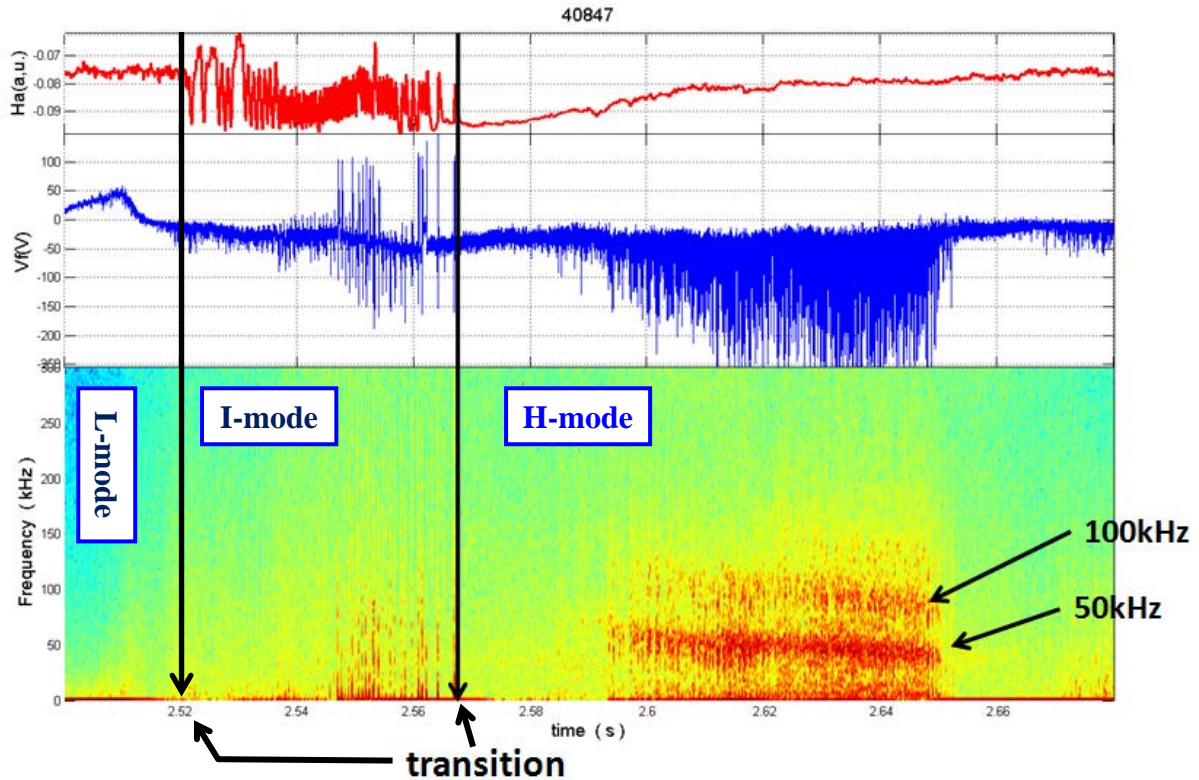 40847
Ha(a,u.)
-0.07
-0.08
-0.09
Vf(V)
100
50
0
-50
-100
-150
-200
Frequency ( kHz )
250
200
150
100
50
0
L-mode
I-mode
H-mode
100kHz
50kHz
2.52
2.54
2.56
2.58
2.6
2.62
2.64
2.66
time ( s )
transition